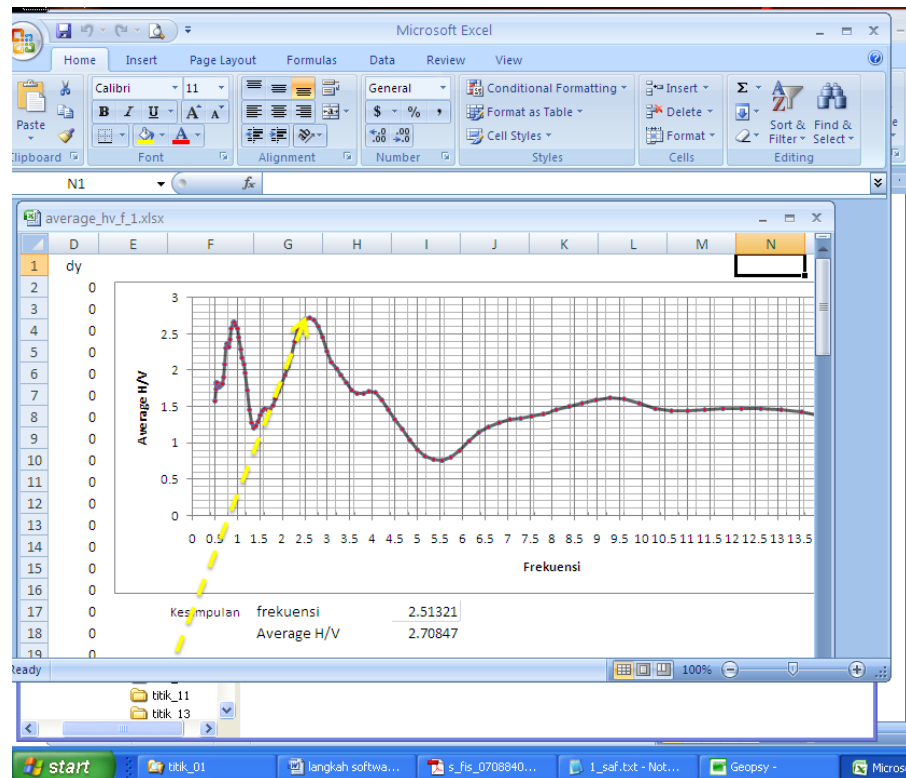 Microsoft Excel
Home Insert Page Layout Formulas Data Review View
Calibri 11 General Conditional Formatting Insert Σ
B I U A A $ % , Format as Table Delete
Paste Cell Styles Format Sort & Filter Find & Select
Clipboard Font Alignment Number Styles Cells Editing
N1 fx
average_hv_f_1.xlsx
D E F G H I J K L M N
1 dy
2 0
3 0
4 0
5 0
6 0
7 0
8 0
9 0
10 0
11 0
12 0
13 0
14 0
15 0
16 0
17 0 Kesimpulan frekuensi 2.51321
18 0 Average H/V 2.70847
19 0
3
2.5
2
1.5
1
0.5
0
Average H/V
0 0.5 1 1.5 2 2.5 3 3.5 4 4.5 5 5.5 6 6.5 7 7.5 8 8.5 9 9.5 10 10.5 11 11.5 12 12.5 13 13.5
Frekuensi
Ready 100%
titik_11
titik_13
start titik_01 langkah softwa... s_fis_0708840... 1_saf.txt - Not... Geopsy - Micros